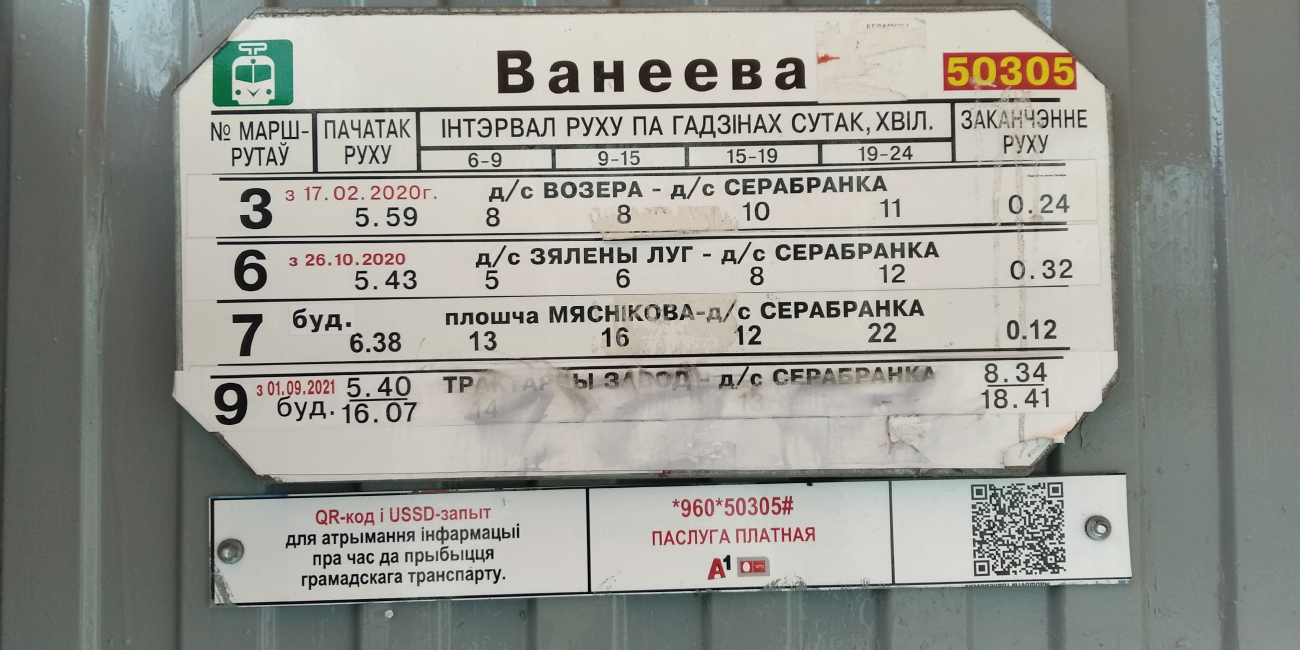 Ванеева
50305
№ МАРШ-
РУТАЎ
ПАЧАТАК
РУХУ
ІНТЭРВАЛ РУХУ ПА ГАДЗІНАХ СУТАК, ХВІЛ.
6-9 9-15 15-19 19-24
ЗАКАНЧЭННЕ
РУХУ
3 з 17.02.2020г. д/с ВОЗЕРА - д/с СЕРАБРАНКА
5.59 8 8 10 11 0.24
6 з 26.10.2020 д/с ЗЯЛЕНЫ ЛУГ - д/с СЕРАБРАНКА
5.43 5 6 8 12 0.32
7 буд. плошча МЯСНІКОВА-д/с СЕРАБРАНКА
6.38 13 16 12 22 0.12
9 з 01.09.2021 5.40 ТРАКТАРНЫ ЗАВОД - д/с СЕРАБРАНКА 8.34
буд. 16.07 14 18.41
QR-код і USSD-запыт
для атрымання інфармацыі
пра час да прыбыцця
грамадскага транспарту.
*960*50305#
ПАСЛУГА ПЛАТНАЯ
A1